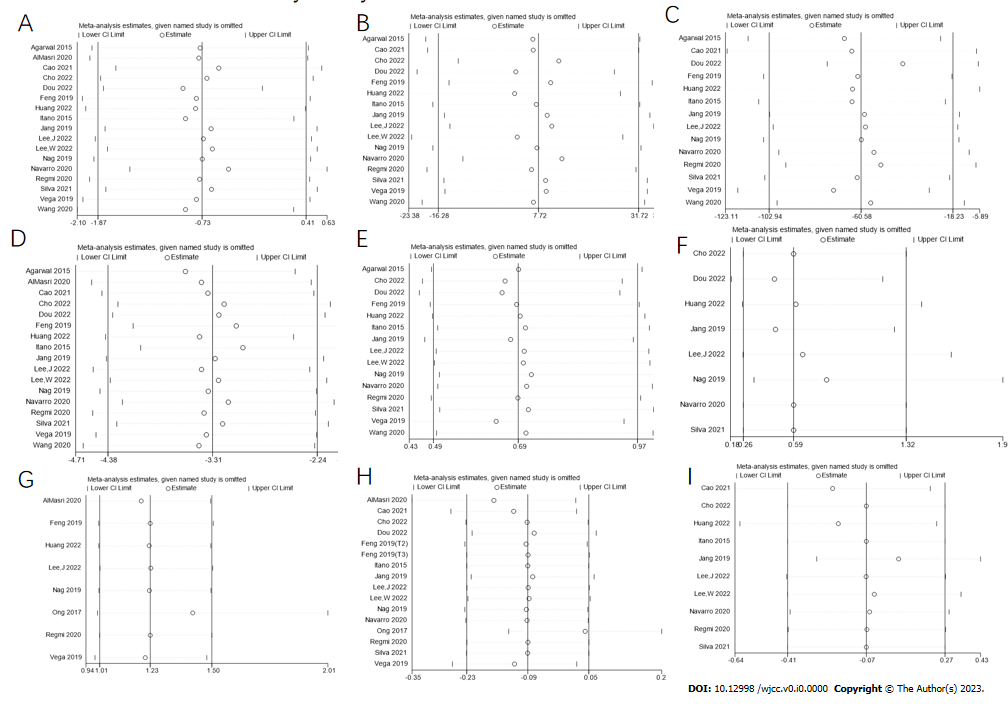 A
Meta-analysis estimates, given named study is omitted
| Lower CI Limit ○ Estimate | Upper CI Limit
Agarwal 2015
AlMasri 2020
Cao 2021
Cho 2022
Dou 2022
Feng 2019
Huang 2022
Itano 2015
Jang 2019
Lee,J 2022
Lee,W 2022
Nag 2019
Navarro 2020
Regmi 2020
Silva 2021
Vega 2019
Wang 2020
-2.10 -1.87 -0.73 0.41 0.63
B
Meta-analysis estimates, given named study is omitted
| Lower CI Limit ○ Estimate | Upper CI Limit
Agarwal 2015
Cao 2021
Cho 2022
Dou 2022
Feng 2019
Huang 2022
Itano 2015
Jang 2019
Lee,J 2022
Lee,W 2022
Nag 2019
Navarro 2020
Regmi 2020
Silva 2021
Vega 2019
Wang 2020
-23.38 -16.28 7.72 31.72
C
Meta-analysis estimates, given named study is omitted
| Lower CI Limit ○ Estimate | Upper CI Limit
Agarwal 2015
Cao 2021
Dou 2022
Feng 2019
Huang 2022
Itano 2015
Jang 2019
Lee,J 2022
Nag 2019
Navarro 2020
Regmi 2020
Silva 2021
Vega 2019
Wang 2020
-123.11 -102.94 -60.58 -18.23 -5.89
D
Meta-analysis estimates, given named study is omitted
| Lower CI Limit ○ Estimate | Upper CI Limit
Agarwal 2015
AlMasri 2020
Cao 2021
Cho 2022
Dou 2022
Feng 2019
Huang 2022
Itano 2015
Jang 2019
Lee,J 2022
Lee,W 2022
Nag 2019
Navarro 2020
Regmi 2020
Silva 2021
Vega 2019
Wang 2020
-4.71 -4.38 -3.31 -2.24
E
Meta-analysis estimates, given named study is omitted
| Lower CI Limit ○ Estimate | Upper CI Limit
Agarwal 2015
Cho 2022
Dou 2022
Feng 2019
Huang 2022
Itano 2015
Jang 2019
Lee,J 2022
Lee,W 2022
Nag 2019
Navarro 2020
Regmi 2020
Silva 2021
Vega 2019
Wang 2020
0.43 0.49 0.69 0.97
F
Meta-analysis estimates, given named study is omitted
| Lower CI Limit ○ Estimate | Upper CI Limit
Cho 2022
Dou 2022
Huang 2022
Jang 2019
Lee,J 2022
Nag 2019
Navarro 2020
Silva 2021
0.26 0.59 1.32 1.9
G
Meta-analysis estimates, given named study is omitted
| Lower CI Limit ○ Estimate | Upper CI Limit
AlMasri 2020
Feng 2019
Huang 2022
Lee,J 2022
Nag 2019
Ong 2017
Regmi 2020
Vega 2019
0.94 1.01 1.23 1.50 2.01
H
Meta-analysis estimates, given named study is omitted
| Lower CI Limit ○ Estimate | Upper CI Limit
AlMasri 2020
Cao 2021
Cho 2022
Dou 2022
Feng 2019(T2)
Feng 2019(T3)
Itano 2015
Jang 2019
Lee,J 2022
Lee,W 2022
Nag 2019
Navarro 2020
Ong 2017
Regmi 2020
Silva 2021
Vega 2019
-0.35 -0.23 -0.09 0.05 0.2
I
Meta-analysis estimates, given named study is omitted
| Lower CI Limit ○ Estimate | Upper CI Limit
Cao 2021
Cho 2022
Huang 2022
Itano 2015
Jang 2019
Lee,J 2022
Lee,W 2022
Navarro 2020
Regmi 2020
Silva 2021
-0.64 -0.41 -0.07 0.27 0.43
DOI: 10.12998 /wjcc.v0.i0.0000 Copyright © The Author(s) 2023.